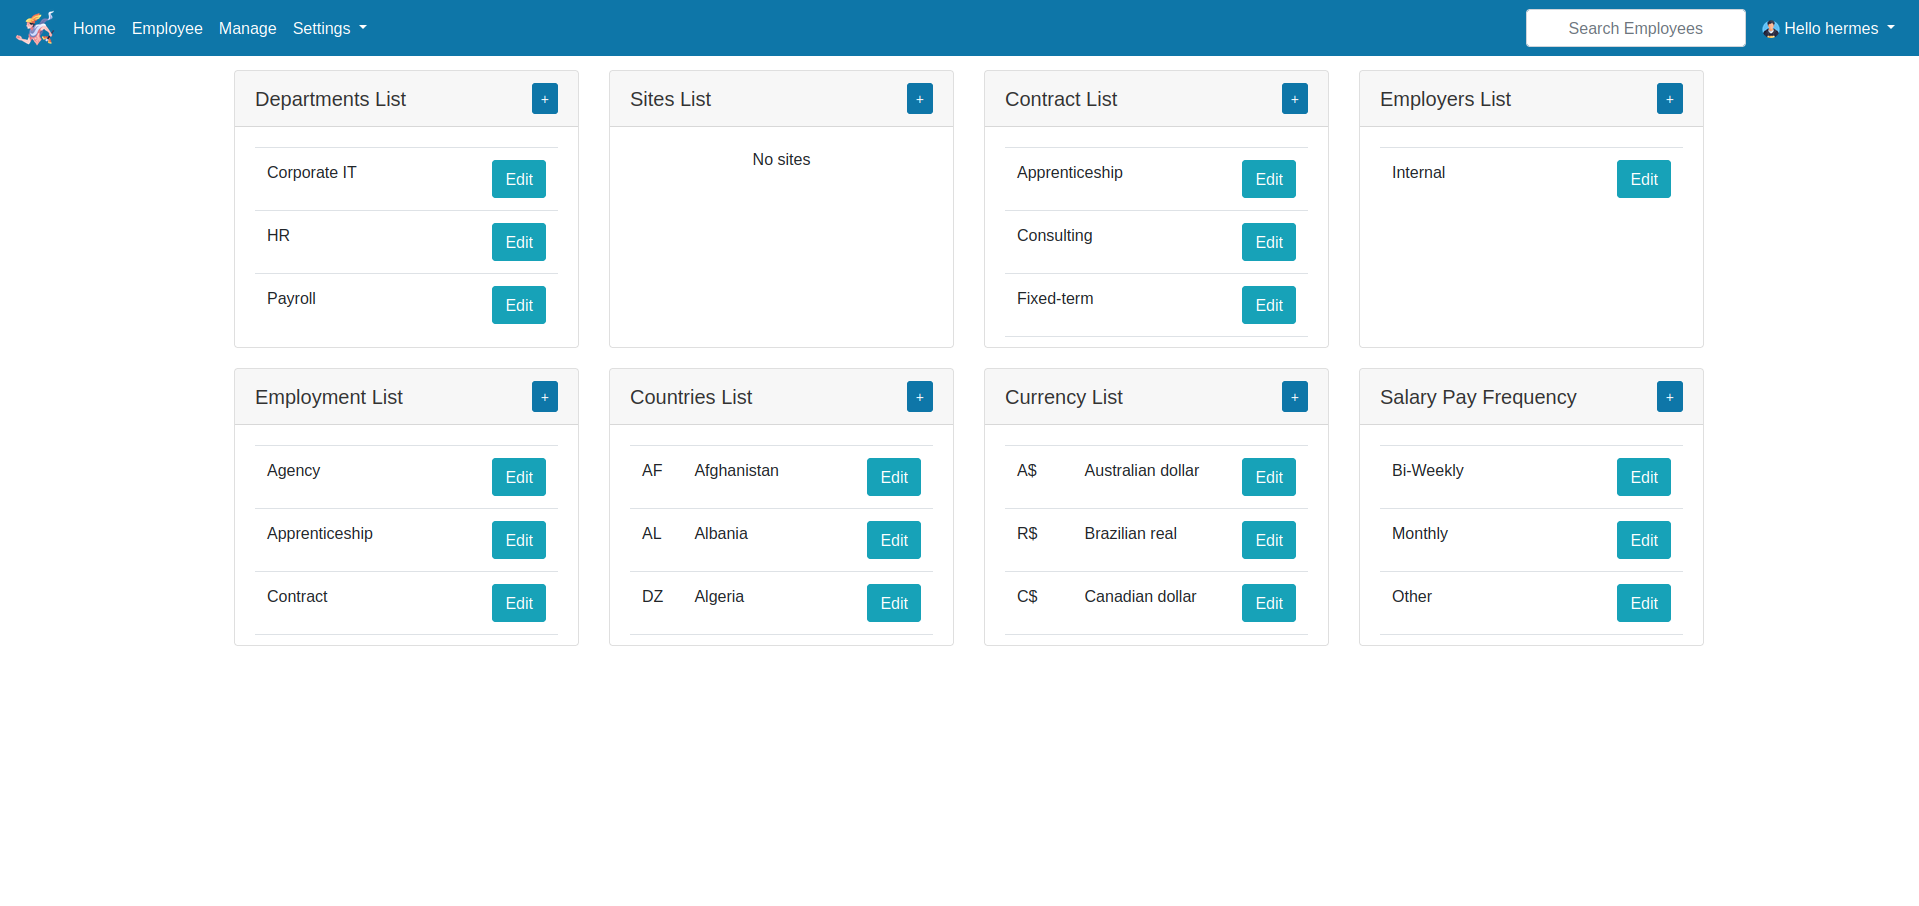 Home Employee Manage Settings
Search Employees
Hello hermes
Departments List +
Corporate IT Edit
HR Edit
Payroll Edit
Sites List +
No sites
Contract List +
Apprenticeship Edit
Consulting Edit
Fixed-term Edit
Employers List +
Internal Edit
Employment List +
Agency Edit
Apprenticeship Edit
Contract Edit
Countries List +
AF Afghanistan Edit
AL Albania Edit
DZ Algeria Edit
Currency List +
A$ Australian dollar Edit
R$ Brazilian real Edit
C$ Canadian dollar Edit
Salary Pay Frequency +
Bi-Weekly Edit
Monthly Edit
Other Edit